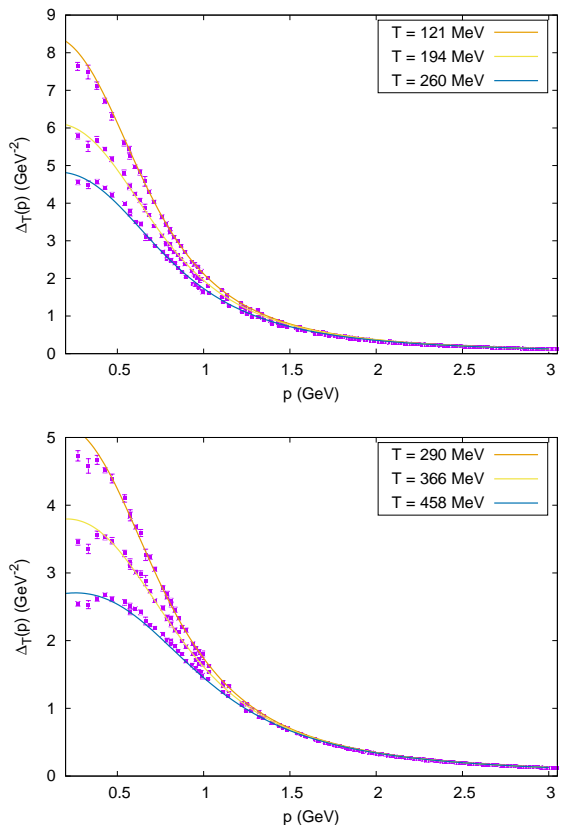 9
8
7
6
5
4
3
2
1
0
Δ_T(p) (GeV⁻²)
T = 121 MeV
T = 194 MeV
T = 260 MeV
0.5 1 1.5 2 2.5 3
p (GeV)
5
4
3
2
1
0
Δ_T(p) (GeV⁻²)
T = 290 MeV
T = 366 MeV
T = 458 MeV
0.5 1 1.5 2 2.5 3
p (GeV)